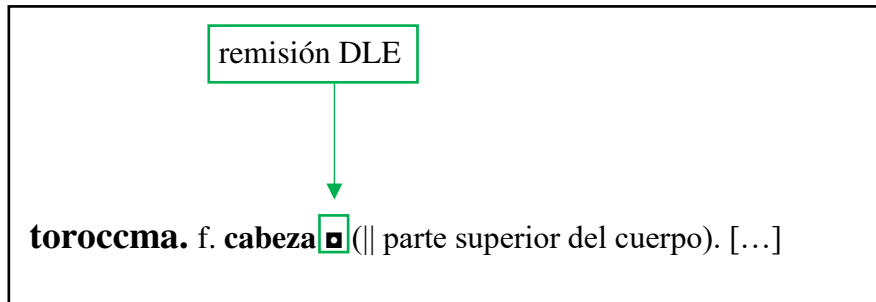 remisión DLE
toroccma. f. cabeza ◘ (|| parte superior del cuerpo). […]